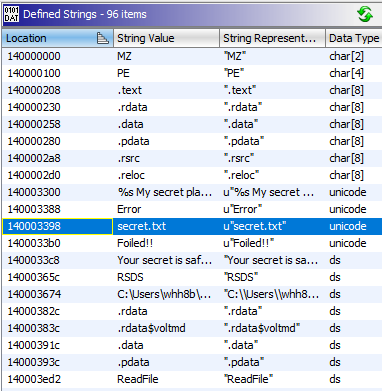 0101
DAT
Defined Strings - 96 items
Location String Value String Represent... Data Type
140000000 MZ "MZ" char[2]
140000100 PE "PE" char[4]
140000208 .text ".text" char[8]
140000230 .rdata ".rdata" char[8]
140000258 .data ".data" char[8]
140000280 .pdata ".pdata" char[8]
1400002a8 .rsrc ".rsrc" char[8]
1400002d0 .reloc ".reloc" char[8]
140003300 %s My secret pla... u"%s My secret ... unicode
140003388 Error u"Error" unicode
140003398 secret.txt u"secret.txt" unicode
1400033b0 Foiled!! u"Foiled!!" unicode
1400033c8 Your secret is saf... "Your secret is sa... ds
14000365c RSDS "RSDS" ds
140003674 C:\Users\whh8b\... "C:\\Users\\whh8b... ds
14000382c .rdata ".rdata" ds
14000383c .rdata$voltmd ".rdata$voltmd" ds
14000391c .data ".data" ds
14000393c .pdata ".pdata" ds
140003ed2 ReadFile "ReadFile" ds